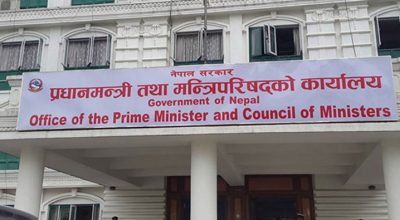 नेपाल सरकार
प्रधानमन्त्री तथा मन्त्रिपरिषद्को कार्यालय
Government of Nepal
Office of the Prime Minister and Council of Ministers